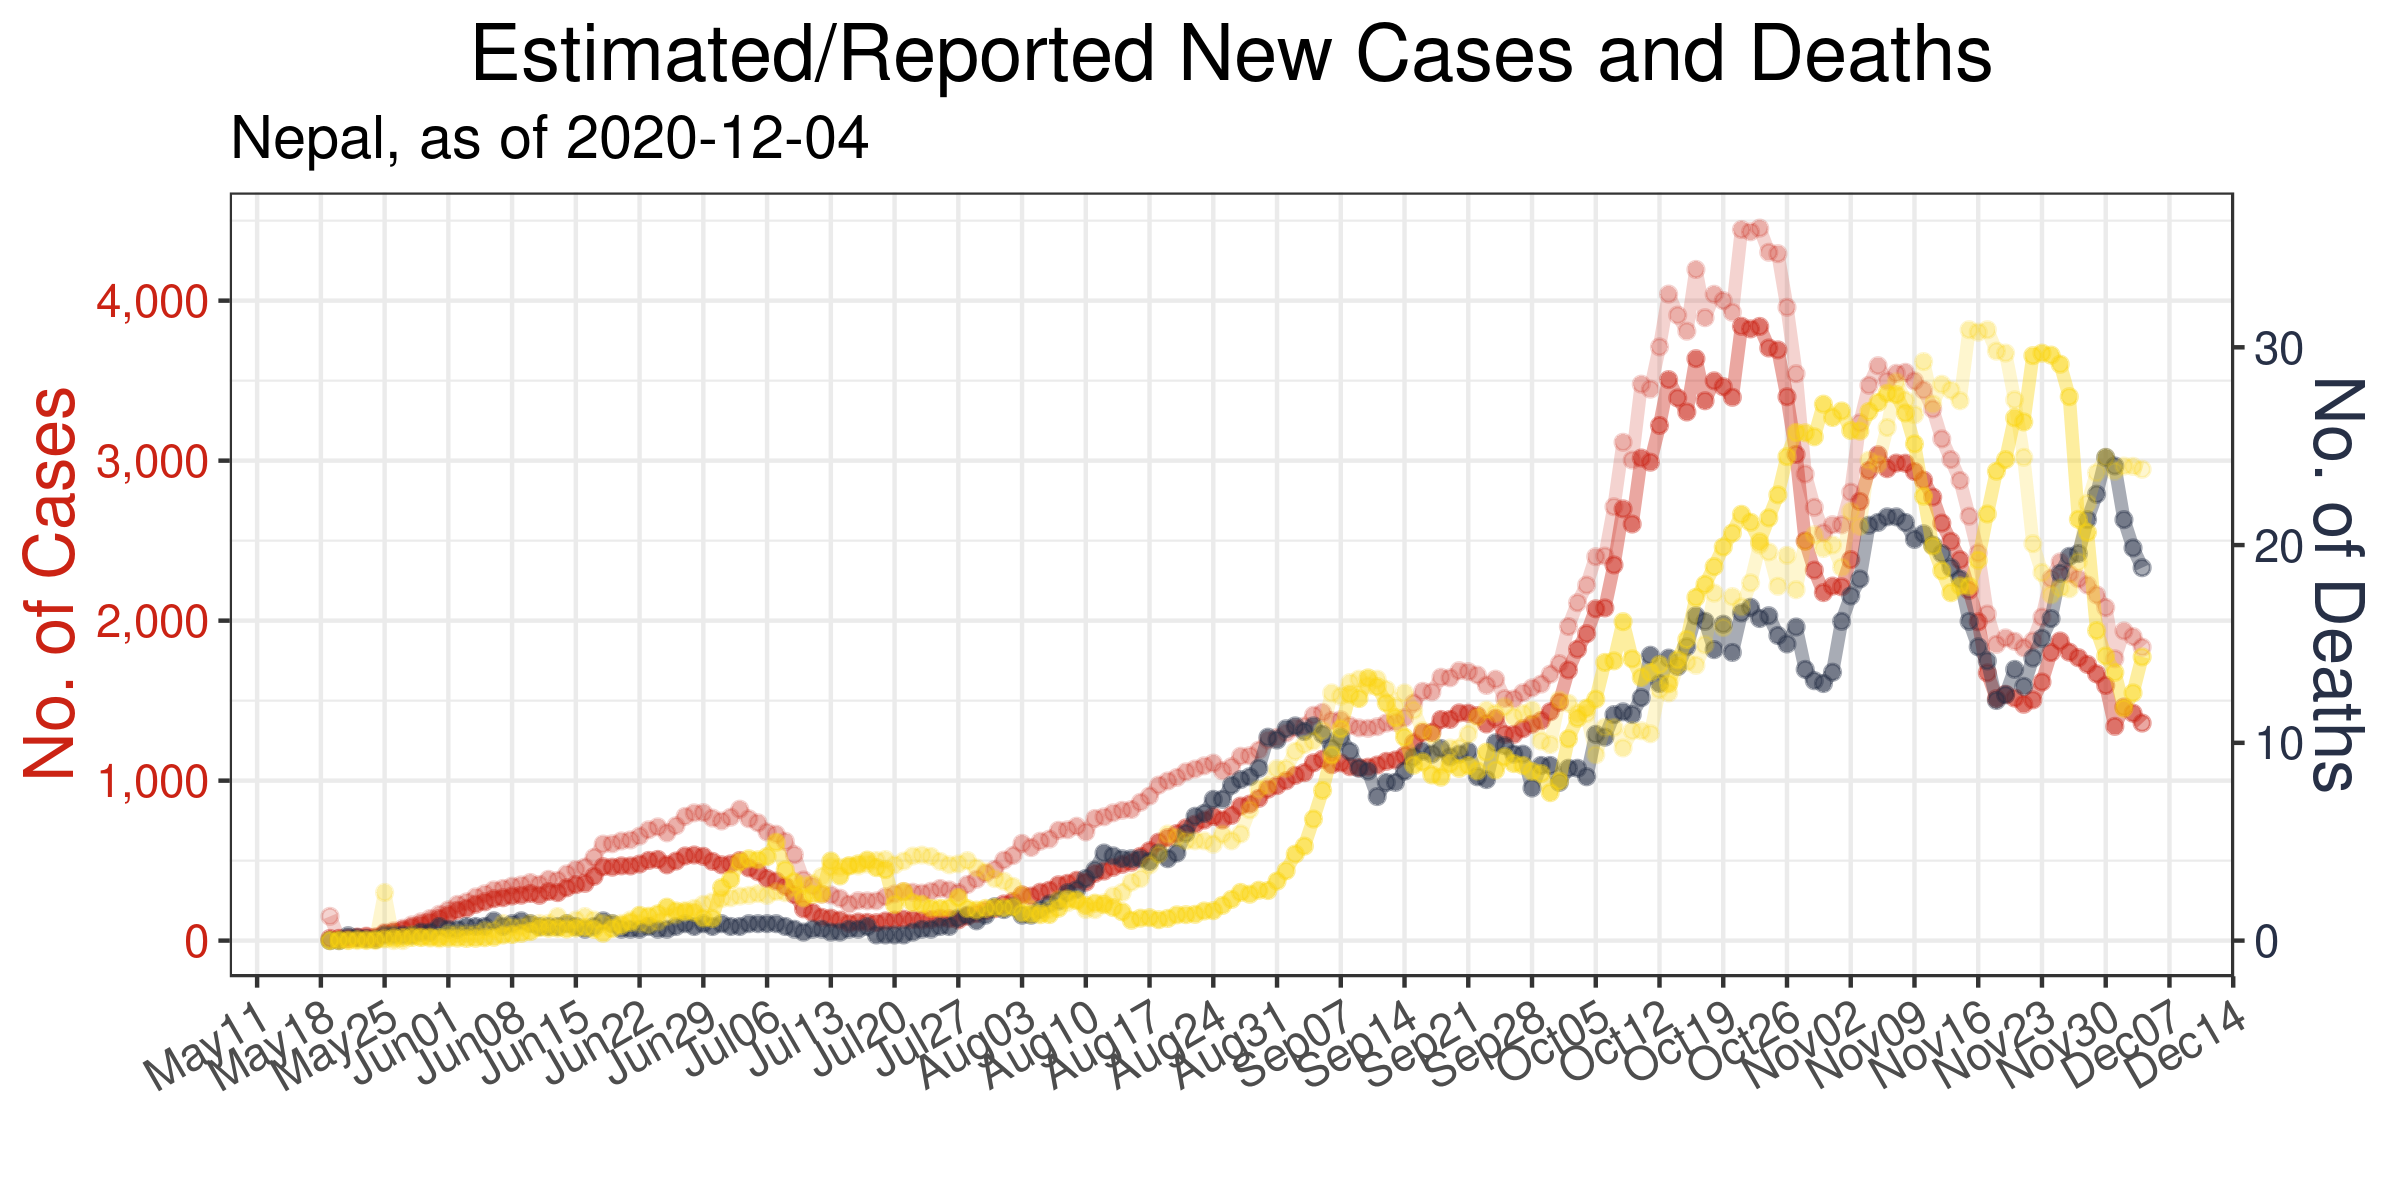 Estimated/Reported New Cases and Deaths
Nepal, as of 2020-12-04
No. of Cases
4,000
3,000
2,000
1,000
0
No. of Deaths
30
20
10
0
May11
May18
May25
Jun01
Jun08
Jun15
Jun22
Jun29
Jul06
Jul13
Jul20
Jul27
Aug03
Aug10
Aug17
Aug24
Aug31
Sep07
Sep14
Sep21
Sep28
Oct05
Oct12
Oct19
Oct26
Nov02
Nov09
Nov16
Nov23
Nov30
Dec07
Dec14